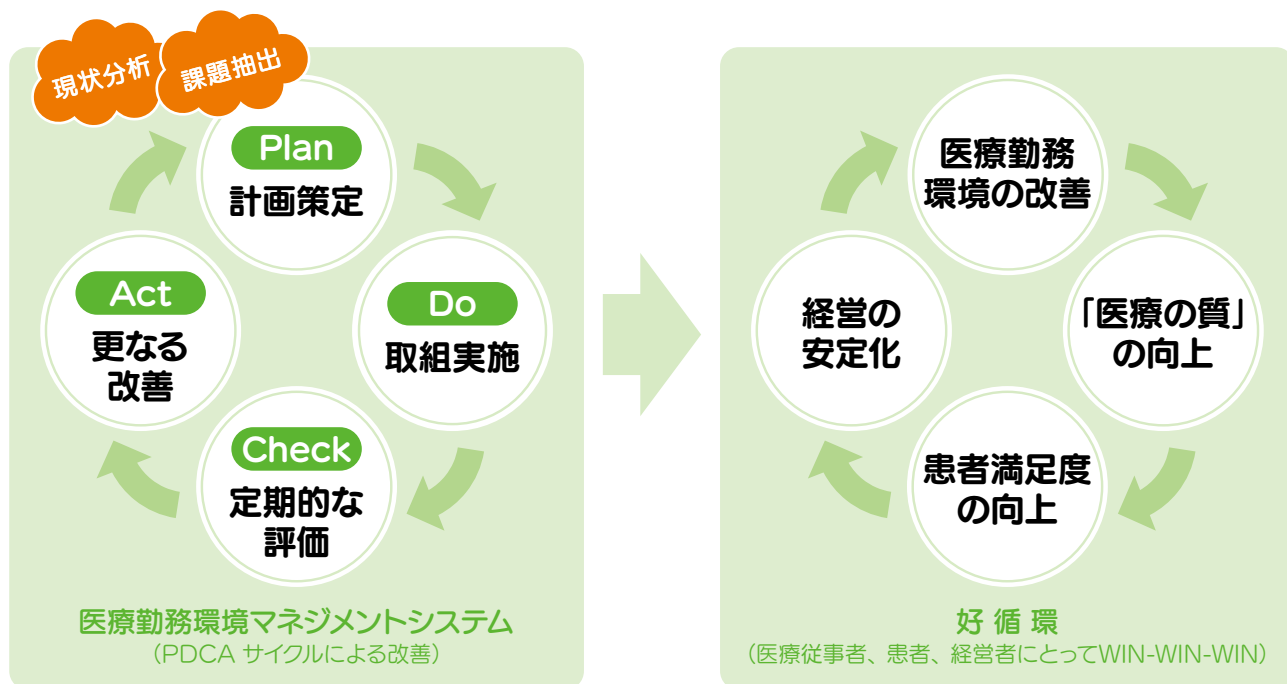 現状分析
課題抽出
Plan
計画策定
Do
取組実施
Check
定期的な
評価
Act
更なる
改善
医療勤務環境マネジメントシステム
（PDCA サイクルによる改善）
医療勤務
環境の改善
「医療の質」
の向上
患者満足度
の向上
経営の
安定化
好循環
（医療従事者、患者、経営者にとってWIN-WIN-WIN）